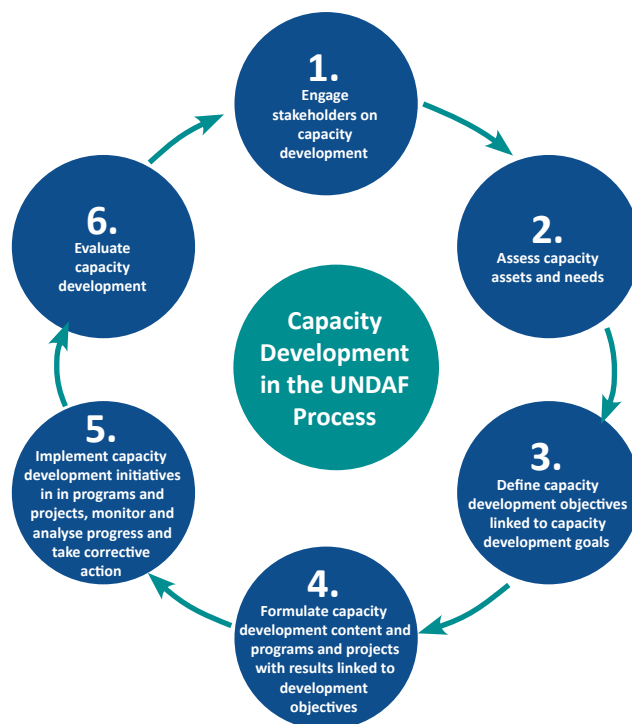 1.
Engage
stakeholders on
capacity
development
2.
Assess capacity
assets and needs
3.
Define capacity
development objectives
linked to capacity
development goals
4.
Formulate capacity
development content and
programs and projects
with results linked to
development
objectives
5.
Implement capacity
development initiatives
in in programs and
projects, monitor and
analyse progress and
take corrective
action
6.
Evaluate
capacity
development
Capacity
Development
in the UNDAF
Process